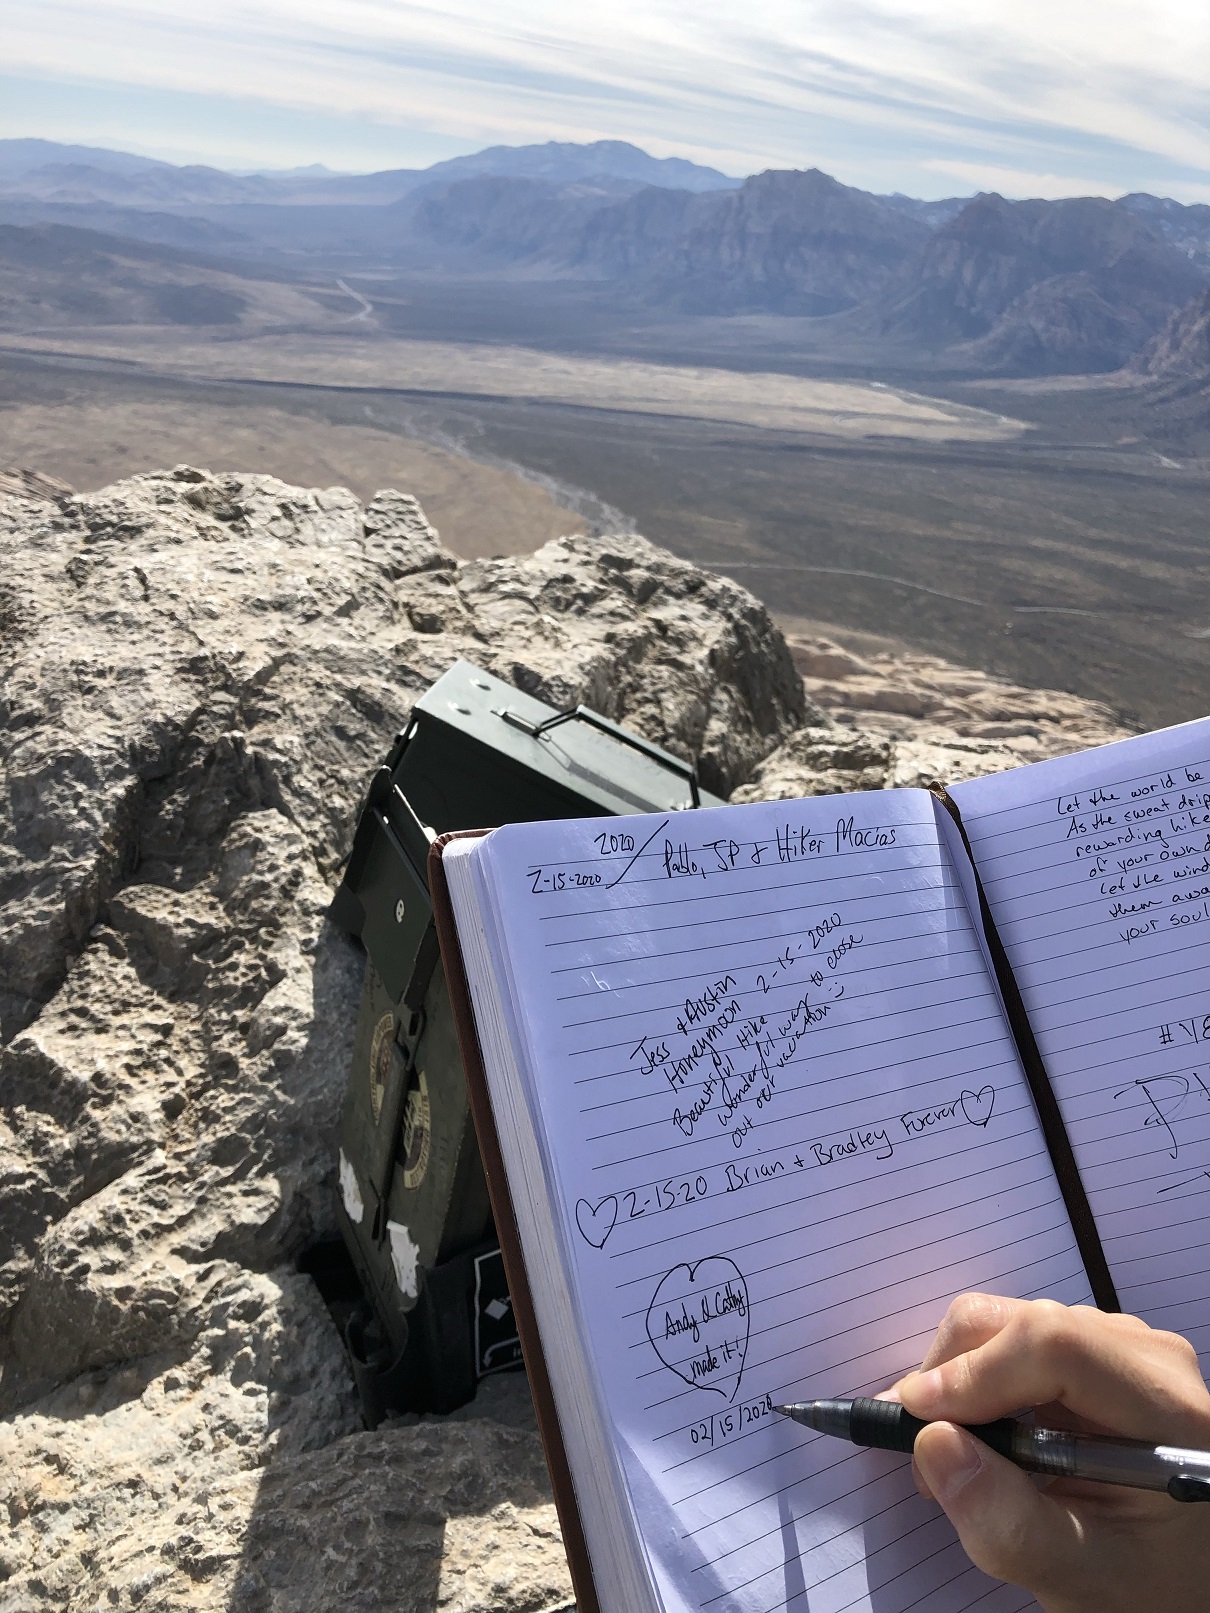 2020
2-15-2020
Pablo, JP & Hiker Macias
Jess & Austin
Honeymoon 2-15-2020
Beautiful Hike
wonderful way to close
out our vacation :)
2-15-20 Brian + Bradley Forever
Andy & Cathy
made it!
02/15/2020
Let the world be
As the sweat drip
rewarding hike
of your own
Let the wind
them awa
your soul